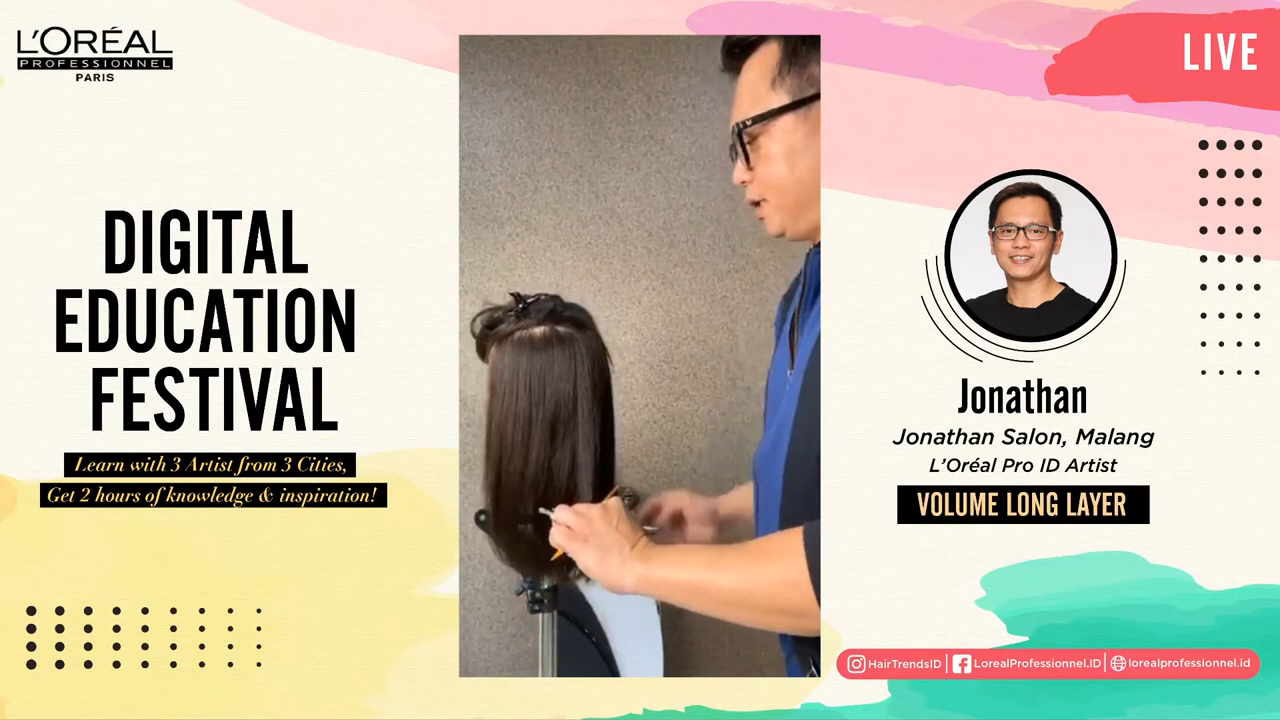 L'ORÉAL
PROFESSIONNEL
PARIS
LIVE
DIGITAL
EDUCATION
FESTIVAL
Learn with 3 Artist from 3 Cities,
Get 2 hours of knowledge & inspiration!
Jonathan
Jonathan Salon, Malang
L'Oréal Pro ID Artist
VOLUME LONG LAYER
HairTrendsID | LorealProfessionnel.ID | lorealprofessionnel.id